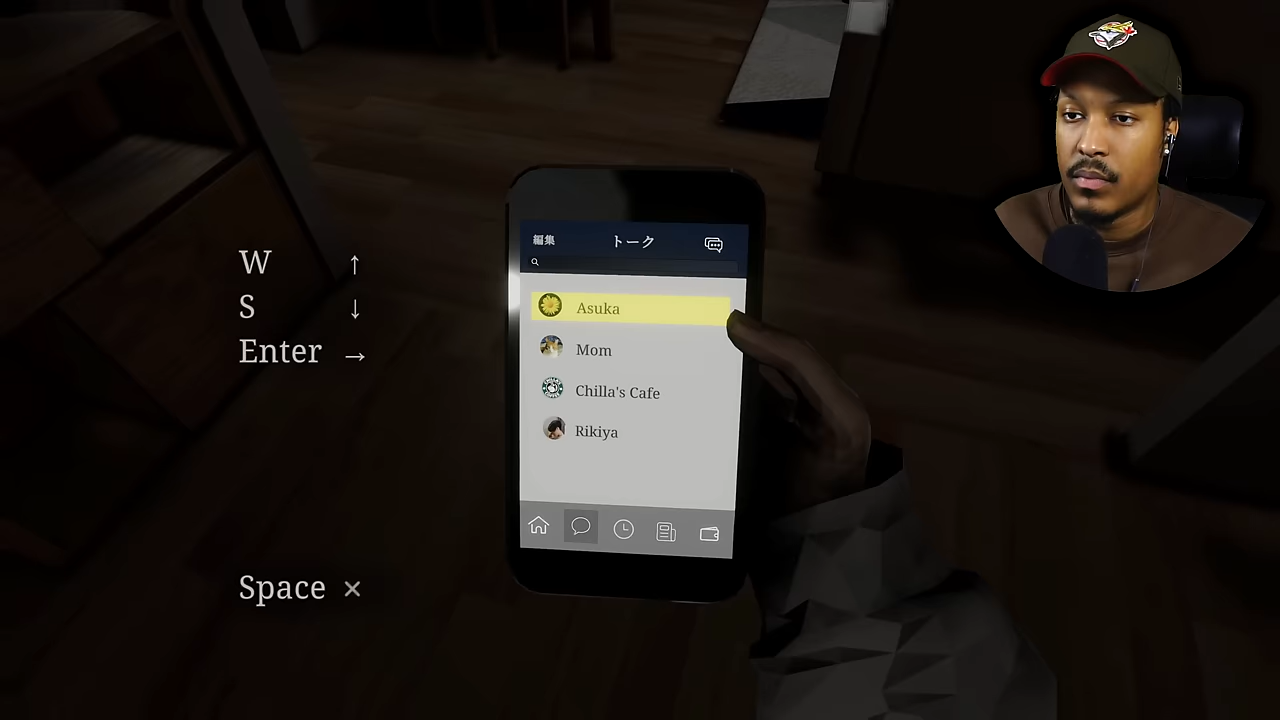 編集 トーク
Asuka
Mom
Chilla's Cafe
Rikiya
W ↑
S ↓
Enter →
Space ×